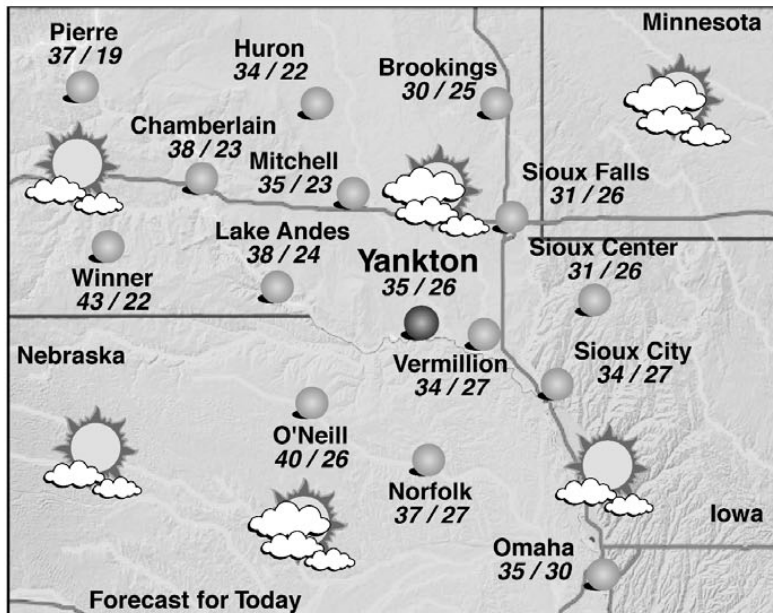 Minnesota
Pierre
37 / 19
Huron
34 / 22
Brookings
30 / 25
Chamberlain
38 / 23
Mitchell
35 / 23
Sioux Falls
31 / 26
Lake Andes
38 / 24
Yankton
35 / 26
Sioux Center
31 / 26
Winner
43 / 22
Nebraska
Vermillion
34 / 27
Sioux City
34 / 27
O'Neill
40 / 26
Norfolk
37 / 27
Iowa
Omaha
35 / 30
Forecast for Today